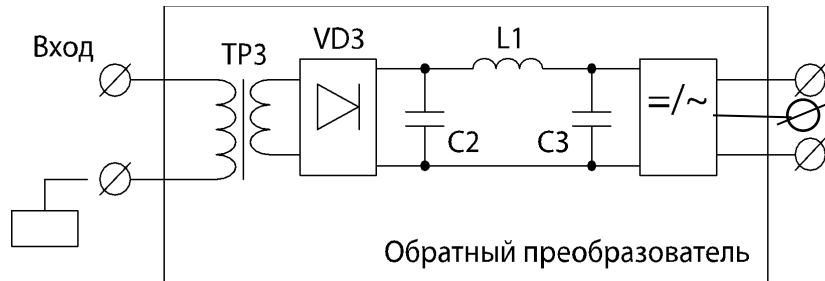 Вход
ТР3
VD3
L1
=/~
C2
C3
Обратный преобразователь